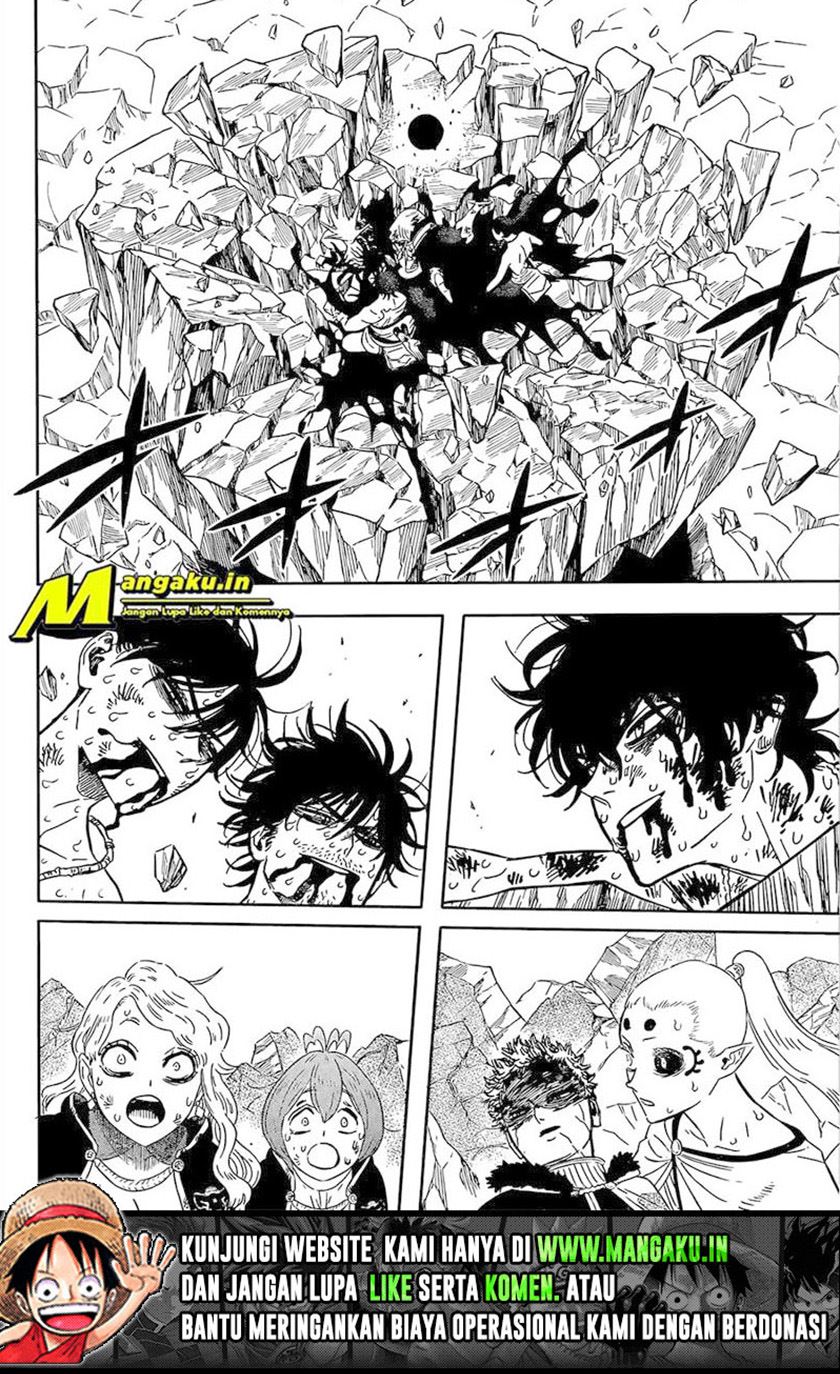 Mangaku.in
Jangan Lupa Like dan Komennya
KUNJUNGI WEBSITE KAMI HANYA DI WWW.MANGAKU.IN
DAN JANGAN LUPA LIKE SERTA KOMEN. ATAU
BANTU MERINGANKAN BIAYA OPERASIONAL KAMI DENGAN BERDONASI